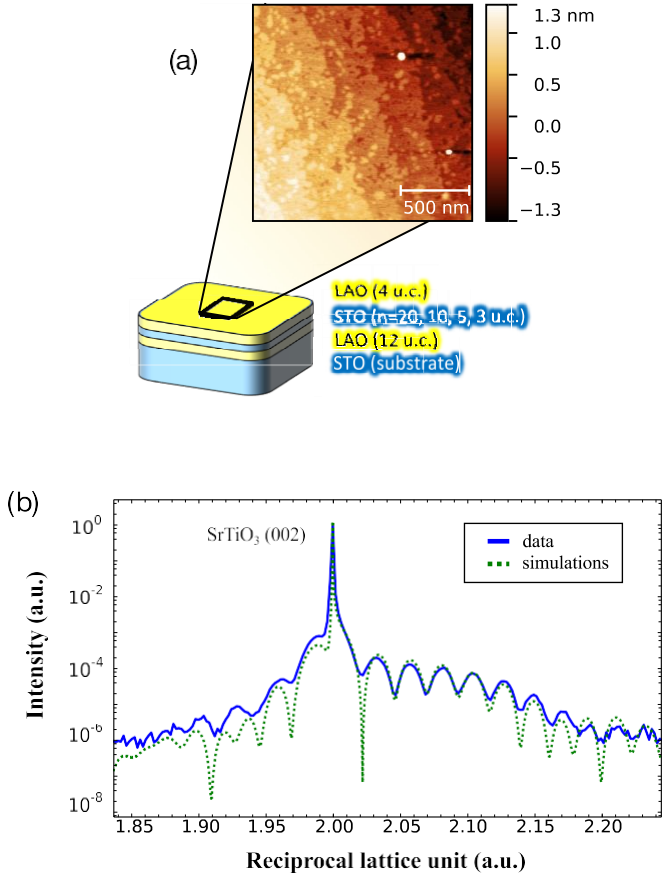 (a)
1.3 nm
1.0
0.5
0.0
−0.5
−1.3
500 nm
LAO (4 u.c.)
STO (n=20, 10, 5, 3 u.c.)
LAO (12 u.c.)
STO (substrate)
(b)
SrTiO₃ (002)
data
simulations
Intensity (a.u.)
10⁰
10⁻²
10⁻⁴
10⁻⁶
10⁻⁸
1.85 1.90 1.95 2.00 2.05 2.10 2.15 2.20
Reciprocal lattice unit (a.u.)